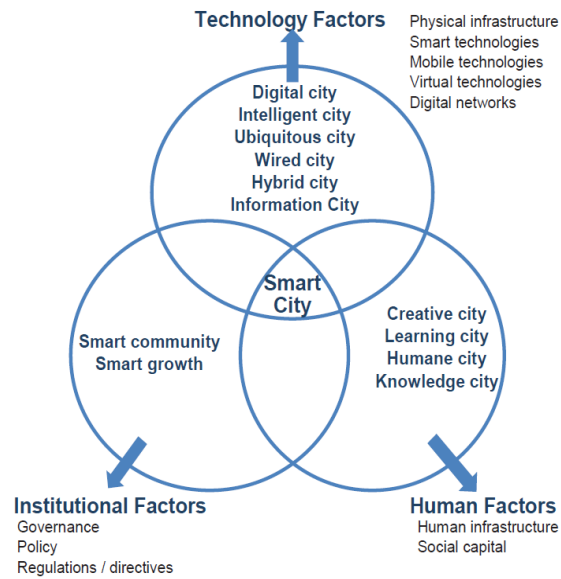 Technology Factors
Physical infrastructure
Smart technologies
Mobile technologies
Virtual technologies
Digital networks
Digital city
Intelligent city
Ubiquitous city
Wired city
Hybrid city
Information City
Smart
City
Smart community
Smart growth
Creative city
Learning city
Humane city
Knowledge city
Institutional Factors
Governance
Policy
Regulations / directives
Human Factors
Human infrastructure
Social capital